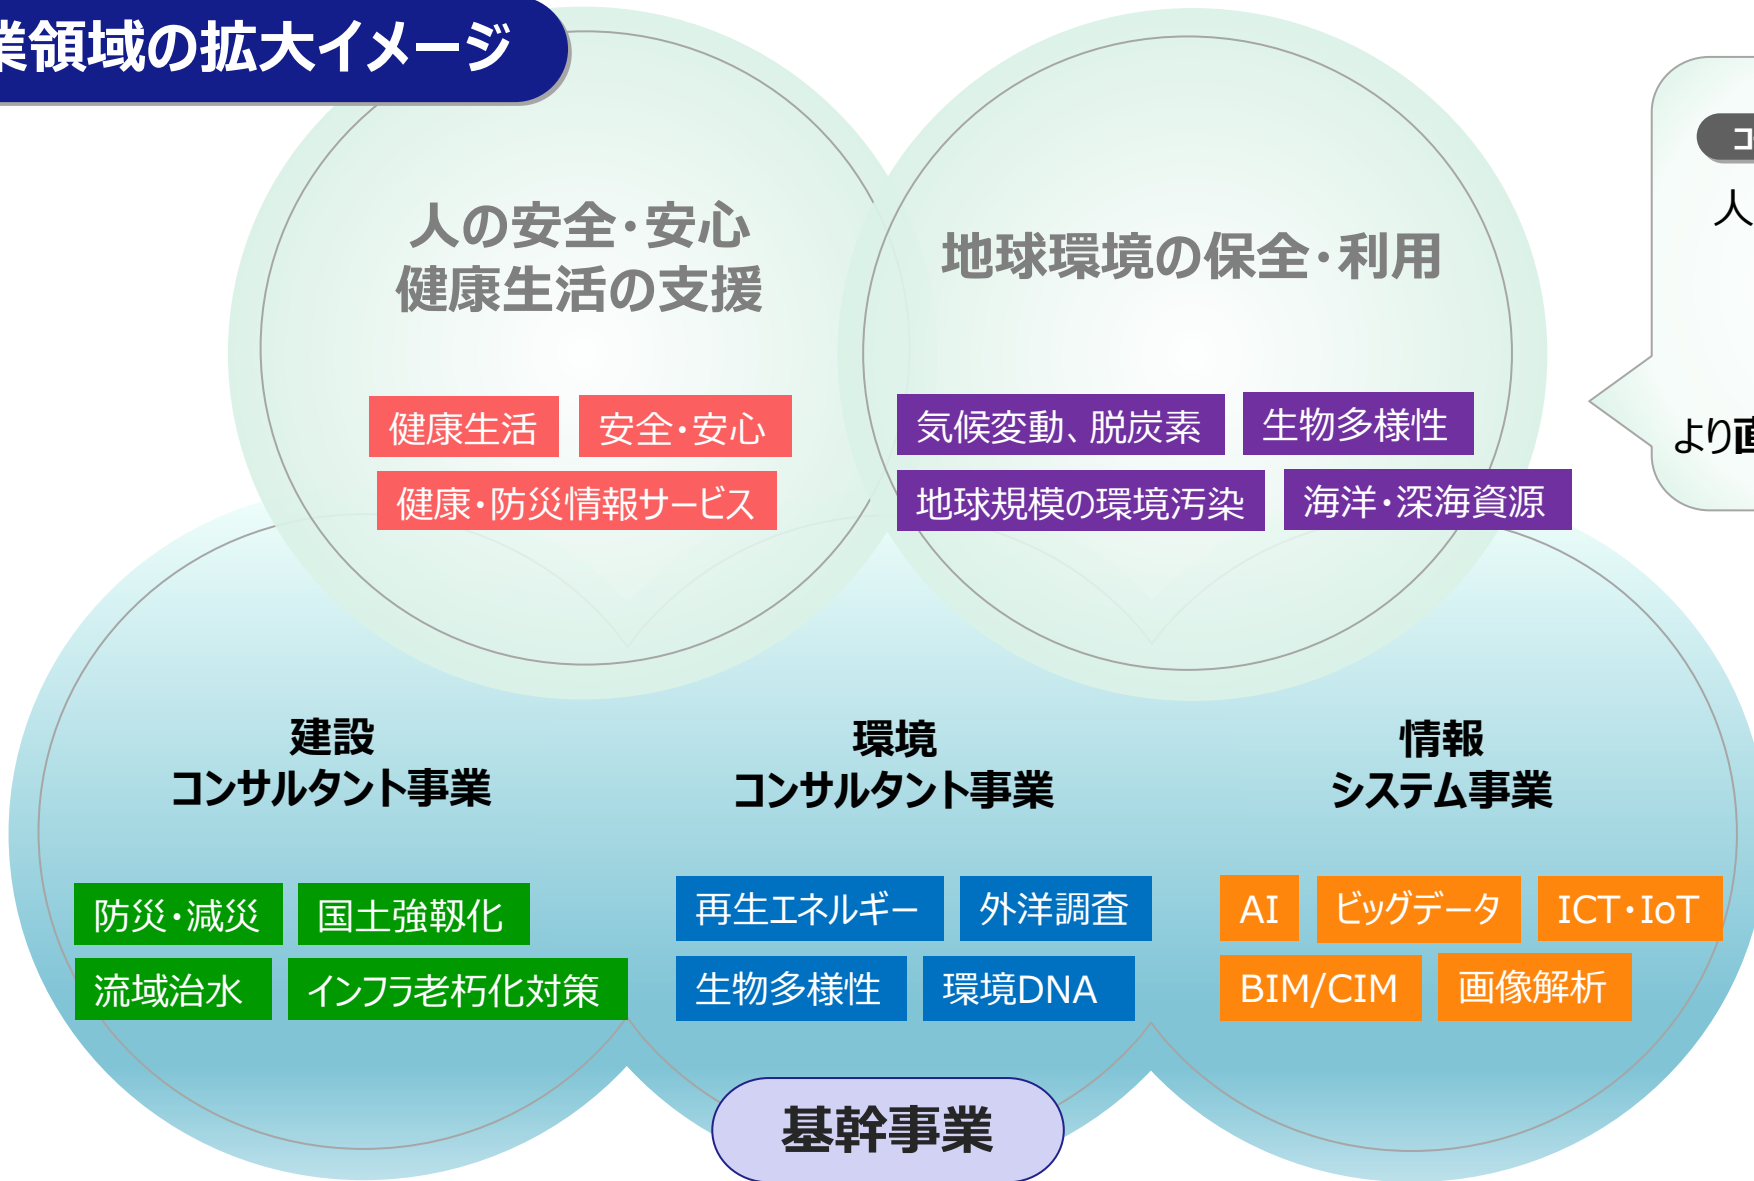 業領域の拡大イメージ
人の安全・安心
健康生活の支援
地球環境の保全・利用
健康生活
安全・安心
健康・防災情報サービス
気候変動、脱炭素
生物多様性
地球規模の環境汚染
海洋・深海資源
コ
人
より直
建設
コンサルタント事業
環境
コンサルタント事業
情報
システム事業
防災・減災
国土強靱化
流域治水
インフラ老朽化対策
再生エネルギー
外洋調査
生物多様性
環境DNA
AI
ビッグデータ
ICT・IoT
BIM/CIM
画像解析
基幹事業